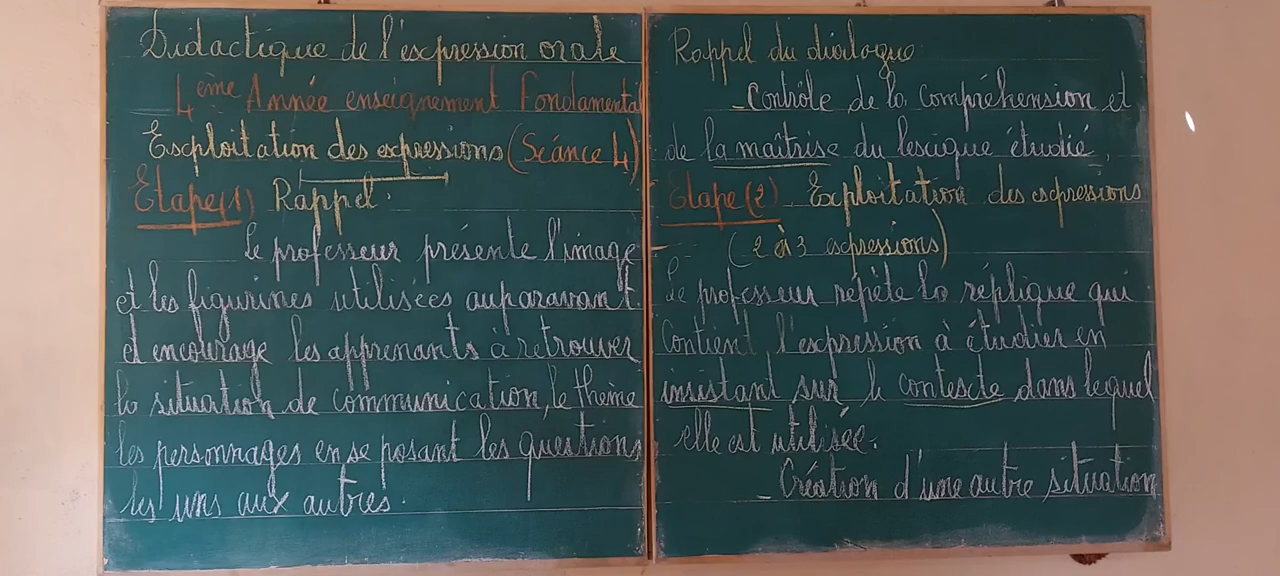 Didactique de l'expression orale
4ème Année enseignement Fondamental
Exploitation des expressions (Séance 4)
Etape(1) Rappel.
Le professeur présente l'image
et les figurines utilisées auparavant
et encourage les apprenants à retrouver
la situation de communication, le thème
les personnages en se posant les questions
les uns aux autres.
Rappel du dialogue
- Contrôle de la compréhension et
de la maîtrise du lexique étudié.
Etape(2) Exploitation des expressions
(2 à 3 expressions)
Le professeur répète la réplique qui
Contient l'expression à étudier en
insistant sur le contexte dans lequel
elle est utilisée.
- Création d'une autre situation